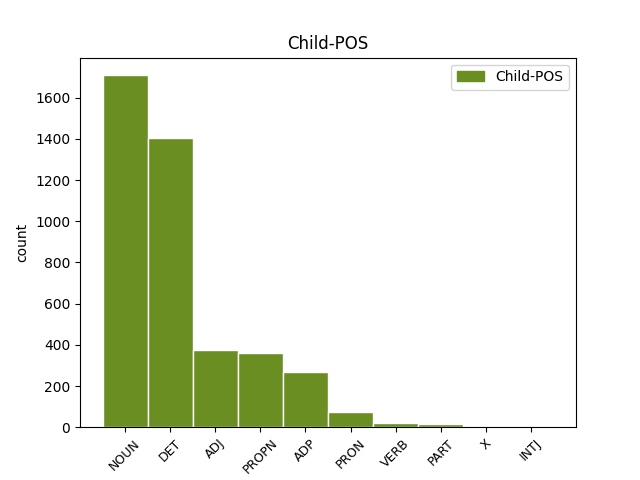 Child-POS
Child-POS
1600
1400
1200
1000
800
600
400
200
0
count
NOUN
DET
ADJ
PROPN
ADP
PRON
VERB
PART
X
INTJ